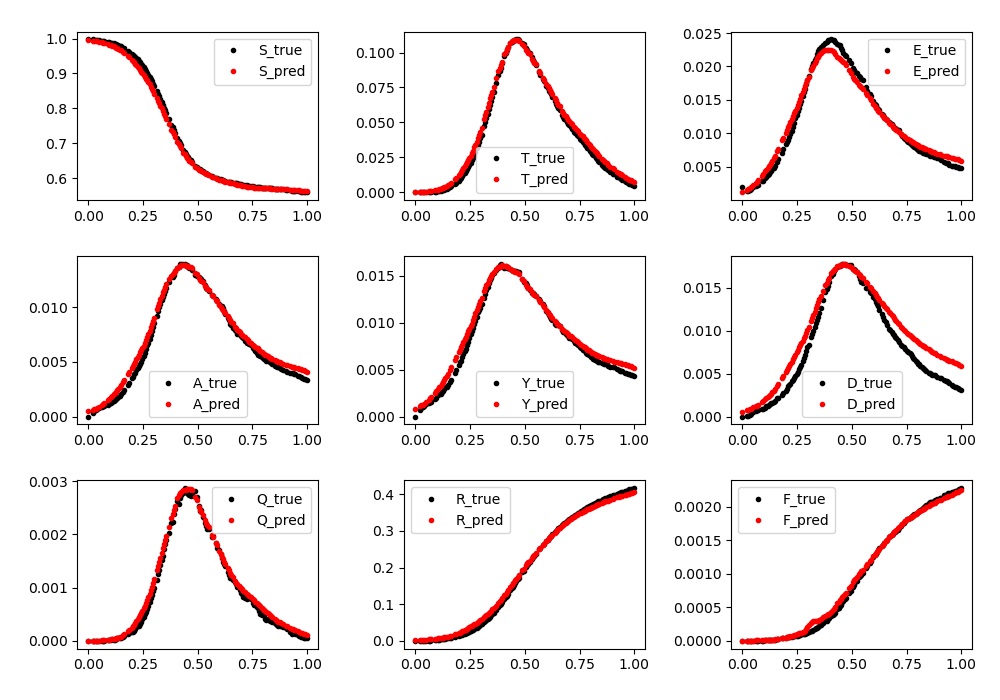 1.0
0.9
0.8
0.7
0.6
S_true
S_pred
0.00 0.25 0.50 0.75 1.00
0.100
0.075
0.050
0.025
0.000
T_true
T_pred
0.00 0.25 0.50 0.75 1.00
0.025
0.020
0.015
0.010
0.005
E_true
E_pred
0.00 0.25 0.50 0.75 1.00
0.010
0.005
0.000
A_true
A_pred
0.00 0.25 0.50 0.75 1.00
0.015
0.010
0.005
0.000
Y_true
Y_pred
0.00 0.25 0.50 0.75 1.00
0.015
0.010
0.005
0.000
D_true
D_pred
0.00 0.25 0.50 0.75 1.00
0.003
0.002
0.001
0.000
Q_true
Q_pred
0.00 0.25 0.50 0.75 1.00
0.4
0.3
0.2
0.1
0.0
R_true
R_pred
0.00 0.25 0.50 0.75 1.00
0.0020
0.0015
0.0010
0.0005
0.0000
F_true
F_pred
0.00 0.25 0.50 0.75 1.00